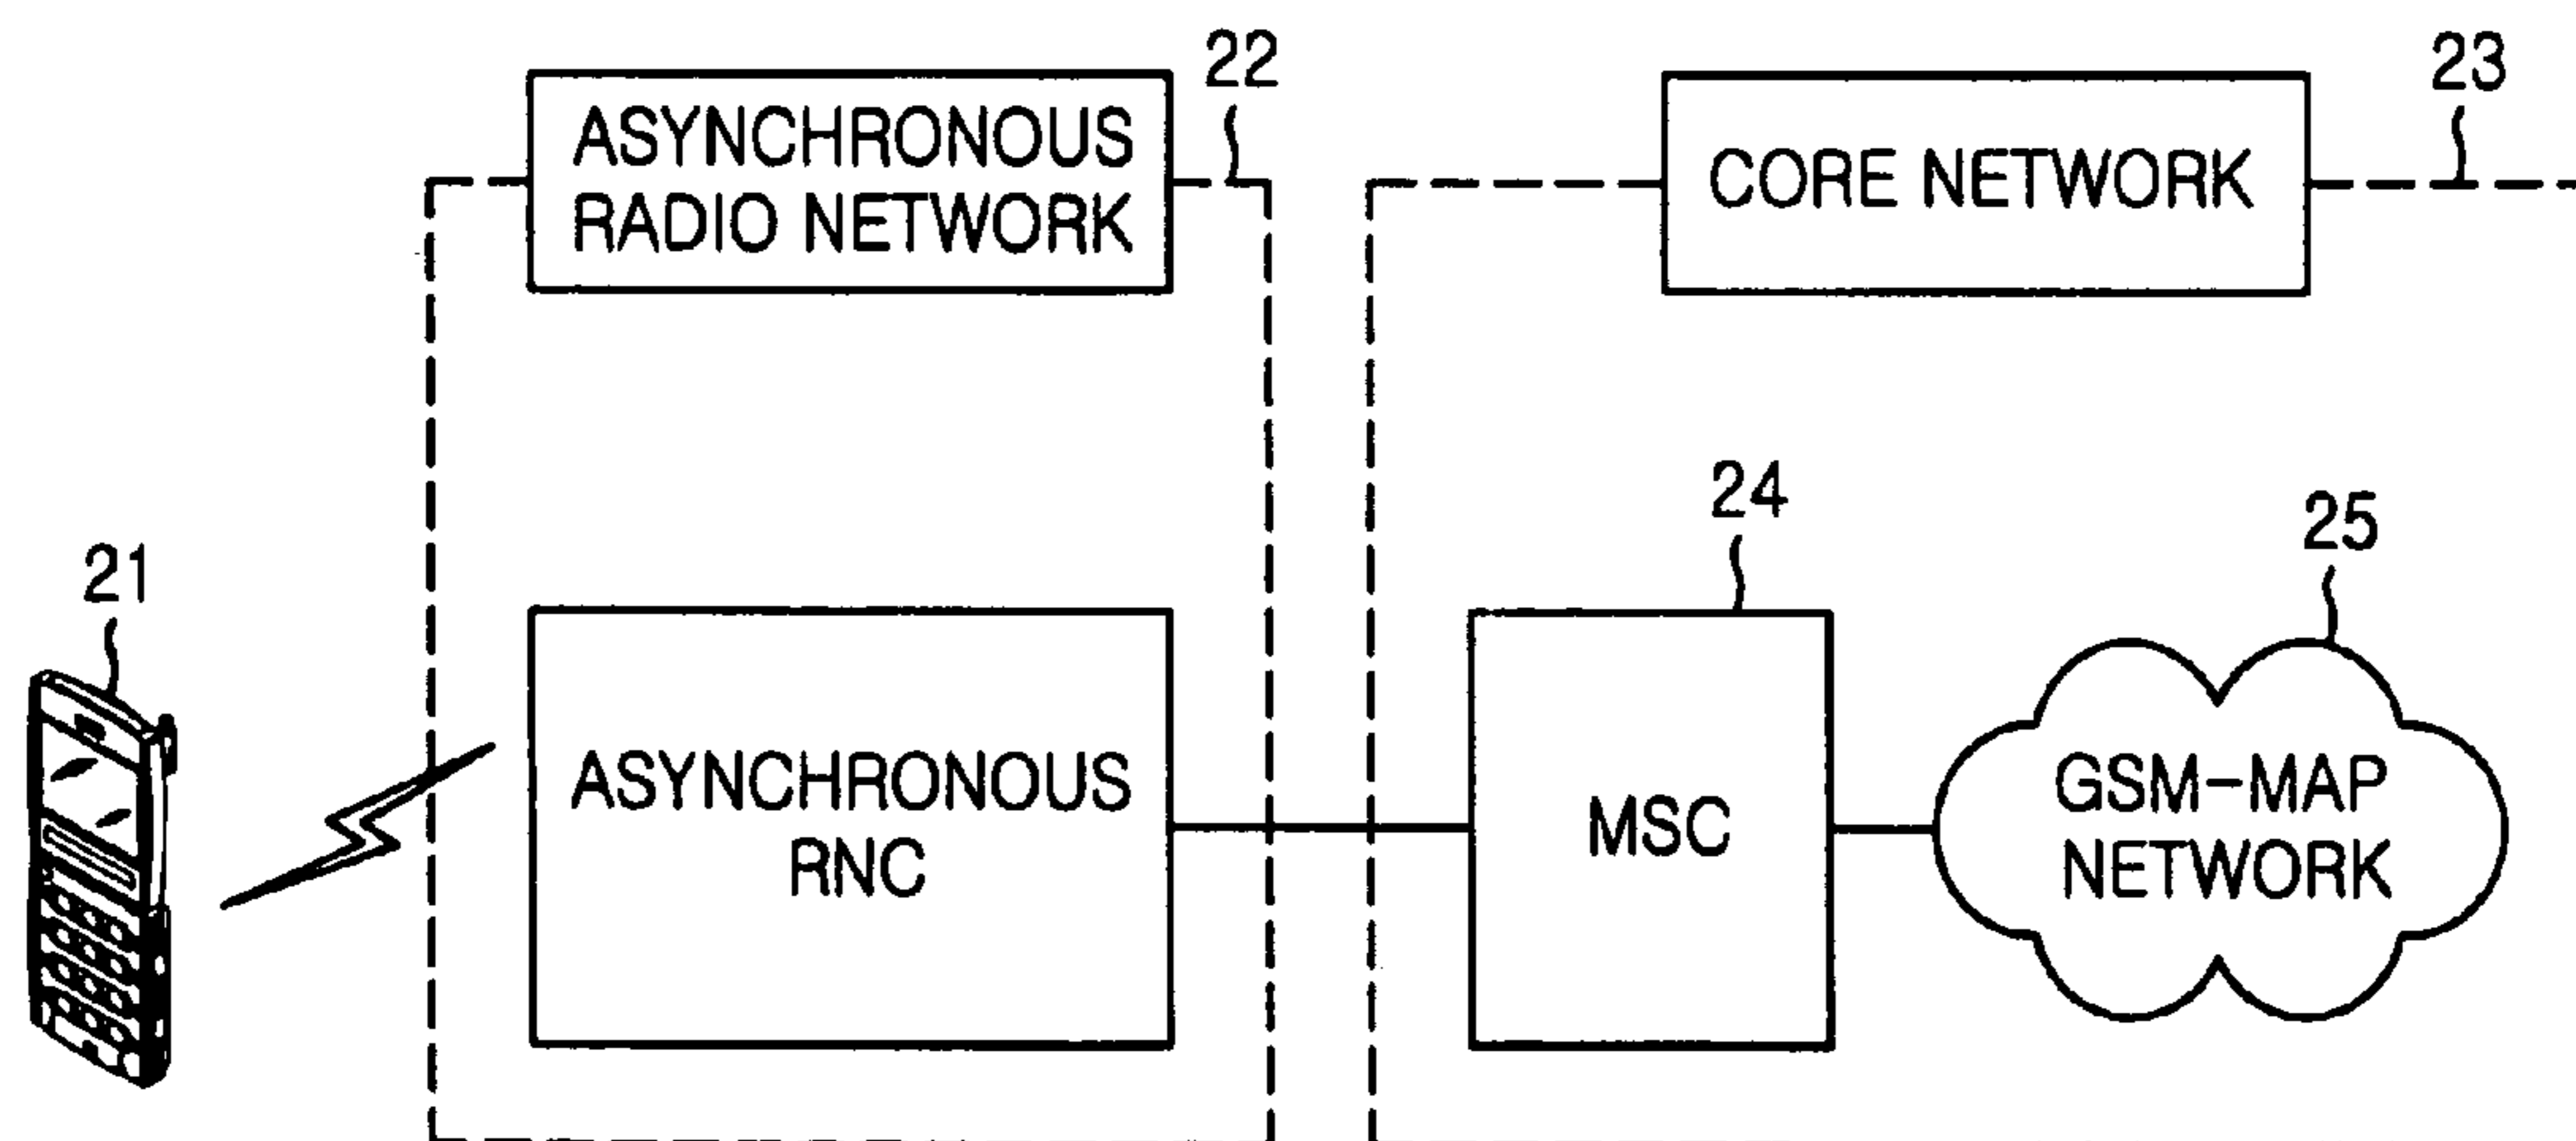 22
23
ASYNCHRONOUS
RADIO NETWORK
CORE NETWORK
24
25
21
ASYNCHRONOUS
RNC
MSC
GSM-MAP
NETWORK